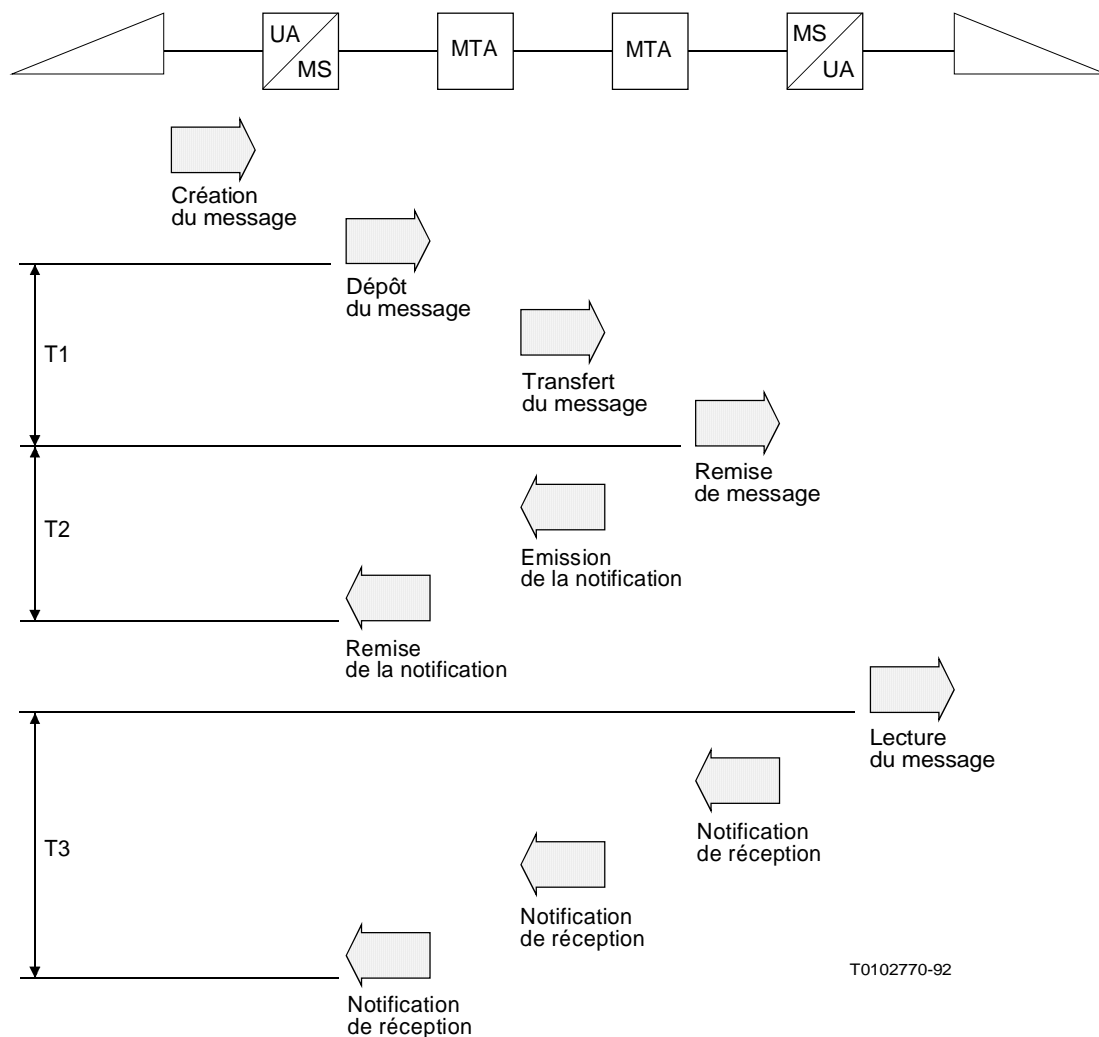 UA
MS
MTA
MTA
MS
UA
Création
du message
Dépôt
du message
T1
Transfert
du message
Remise
de message
T2
Emission
de la notification
Remise
de la notification
Lecture
du message
Notification
de réception
T3
Notification
de réception
T0102770-92
Notification
de réception